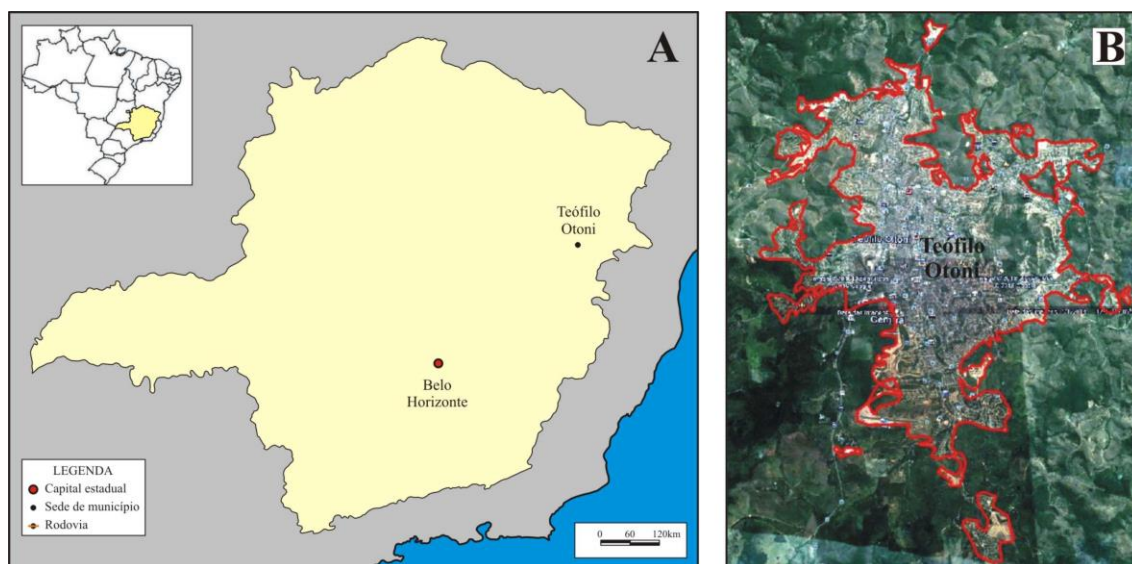 A
Teófilo
Otoni
Belo
Horizonte
LEGENDA
Capital estadual
Sede de município
Rodovia
0 60 120km
B
Teófilo
Otoni